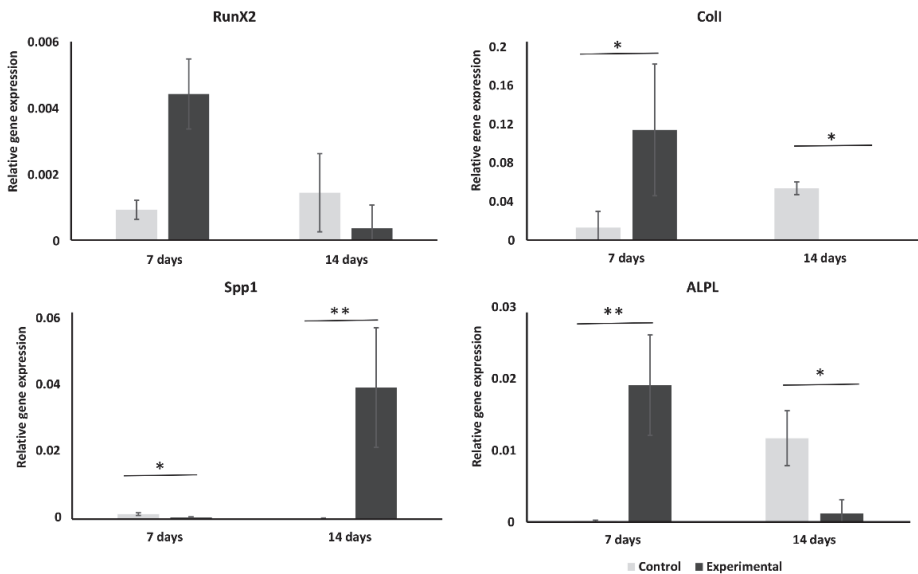 RunX2
Relative gene expression
0.006
0.004
0.002
0
7 days
14 days
ColI
Relative gene expression
0.2
0.16
0.12
0.08
0.04
0
*
*
7 days
14 days
Spp1
Relative gene expression
0.06
0.04
0.02
0
*
**
7 days
14 days
ALPL
Relative gene expression
0.03
0.02
0.01
0
**
*
7 days
14 days
Control
Experimental